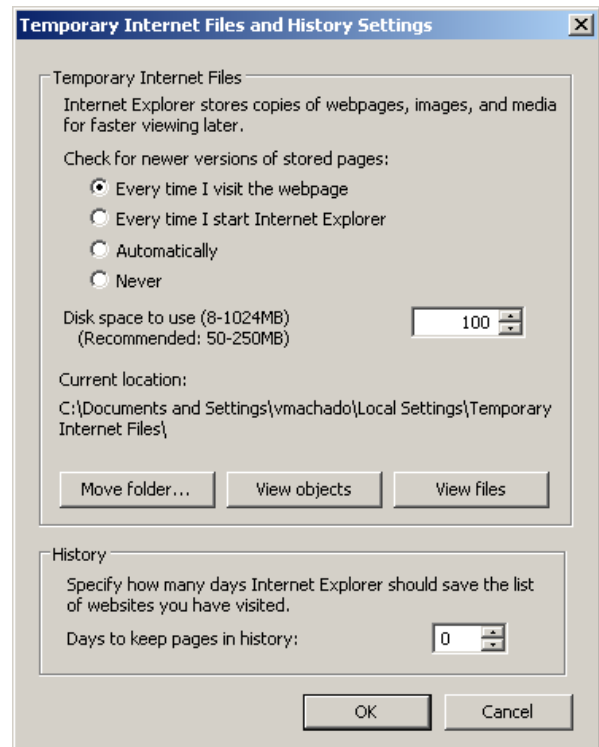 Temporary Internet Files and History Settings
Temporary Internet Files
Internet Explorer stores copies of webpages, images, and media
for faster viewing later.
Check for newer versions of stored pages:
Every time I visit the webpage
Every time I start Internet Explorer
Automatically
Never
Disk space to use (8-1024MB)
100
(Recommended: 50-250MB)
Current location:
C:\Documents and Settings\vmachado\Local Settings\Temporary
Internet Files\
Move folder...
View objects
View files
History
Specify how many days Internet Explorer should save the list
of websites you have visited.
Days to keep pages in history:
0
OK
Cancel